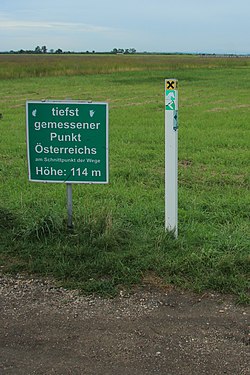 tiefst
gemessener
Punkt
Österreichs
am Schnittpunkt der Wege
Höhe: 114 m